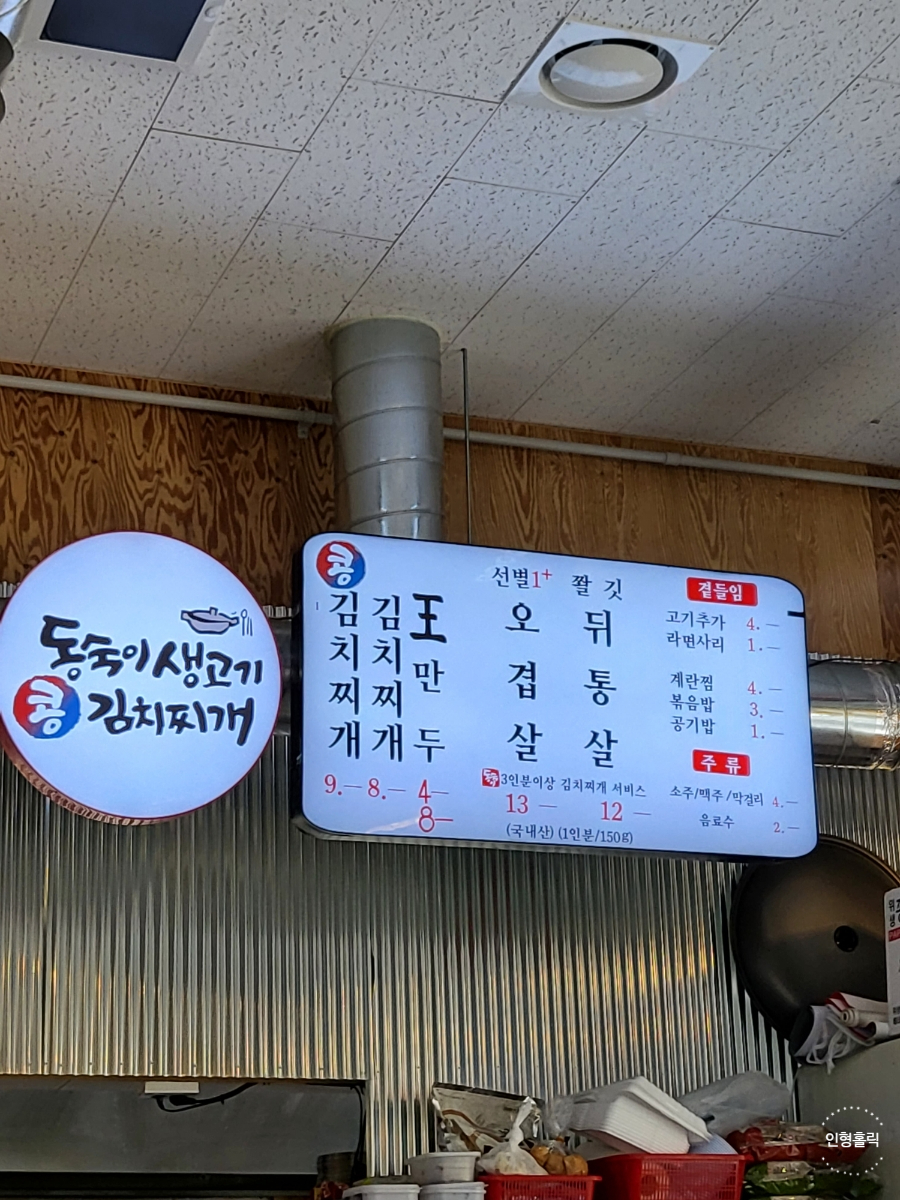 동숙이 생고기
콩 김치찌개
콩
콩
김치찌개
9.—
김치찌개
8.—
王만두
4—
8—
선별1+
오겹살
쫄깃
뒤통살
3인분이상 김치찌개 서비스
13 —
12 —
(국내산) (1인분/150g)
곁들임
고기추가 4.—
라면사리 1.—
계란찜 4.—
볶음밥 3.—
공기밥 1.—
주류
소주/맥주/막걸리 4.—
음료수 2.—
인형홀릭